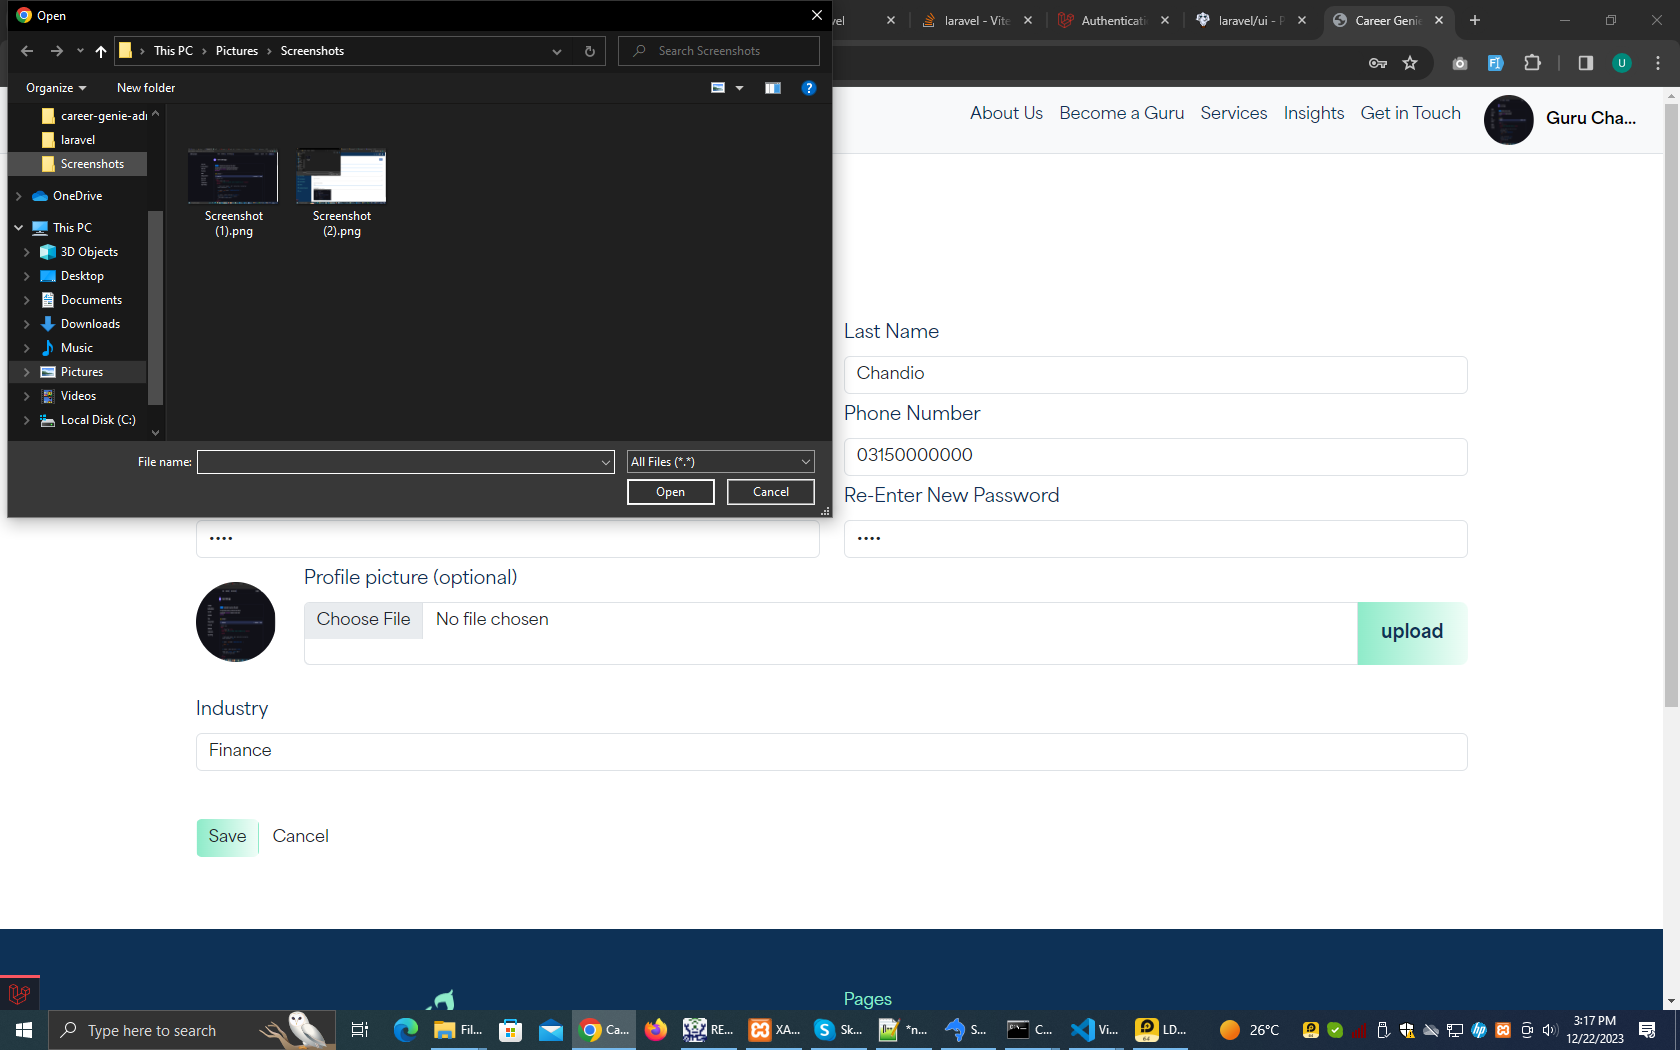 Open
This PC > Pictures > Screenshots
Search Screenshots
Organize
New folder
laravel
Screenshots
OneDrive
This PC
3D Objects
Desktop
Documents
Downloads
Music
Pictures
Videos
Local Disk (C:)
Screenshot
(1).png
Screenshot
(2).png
File name:
All Files (*.*)
Open
Cancel
vel
laravel - Vite
Authenticati
laravel/ui - P
Career Genie
U
About Us
Become a Guru
Services
Insights
Get in Touch
Guru Cha...
Last Name
Chandio
Phone Number
03150000000
Re-Enter New Password
••••
••••
Profile picture (optional)
Choose File
No file chosen
upload
Industry
Finance
Save
Cancel
Pages
Type here to search
Fil...
Ca...
RE...
XA...
Sk...
*n...
S...
C...
Vi...
LD...
26°C
3:17 PM
12/22/2023